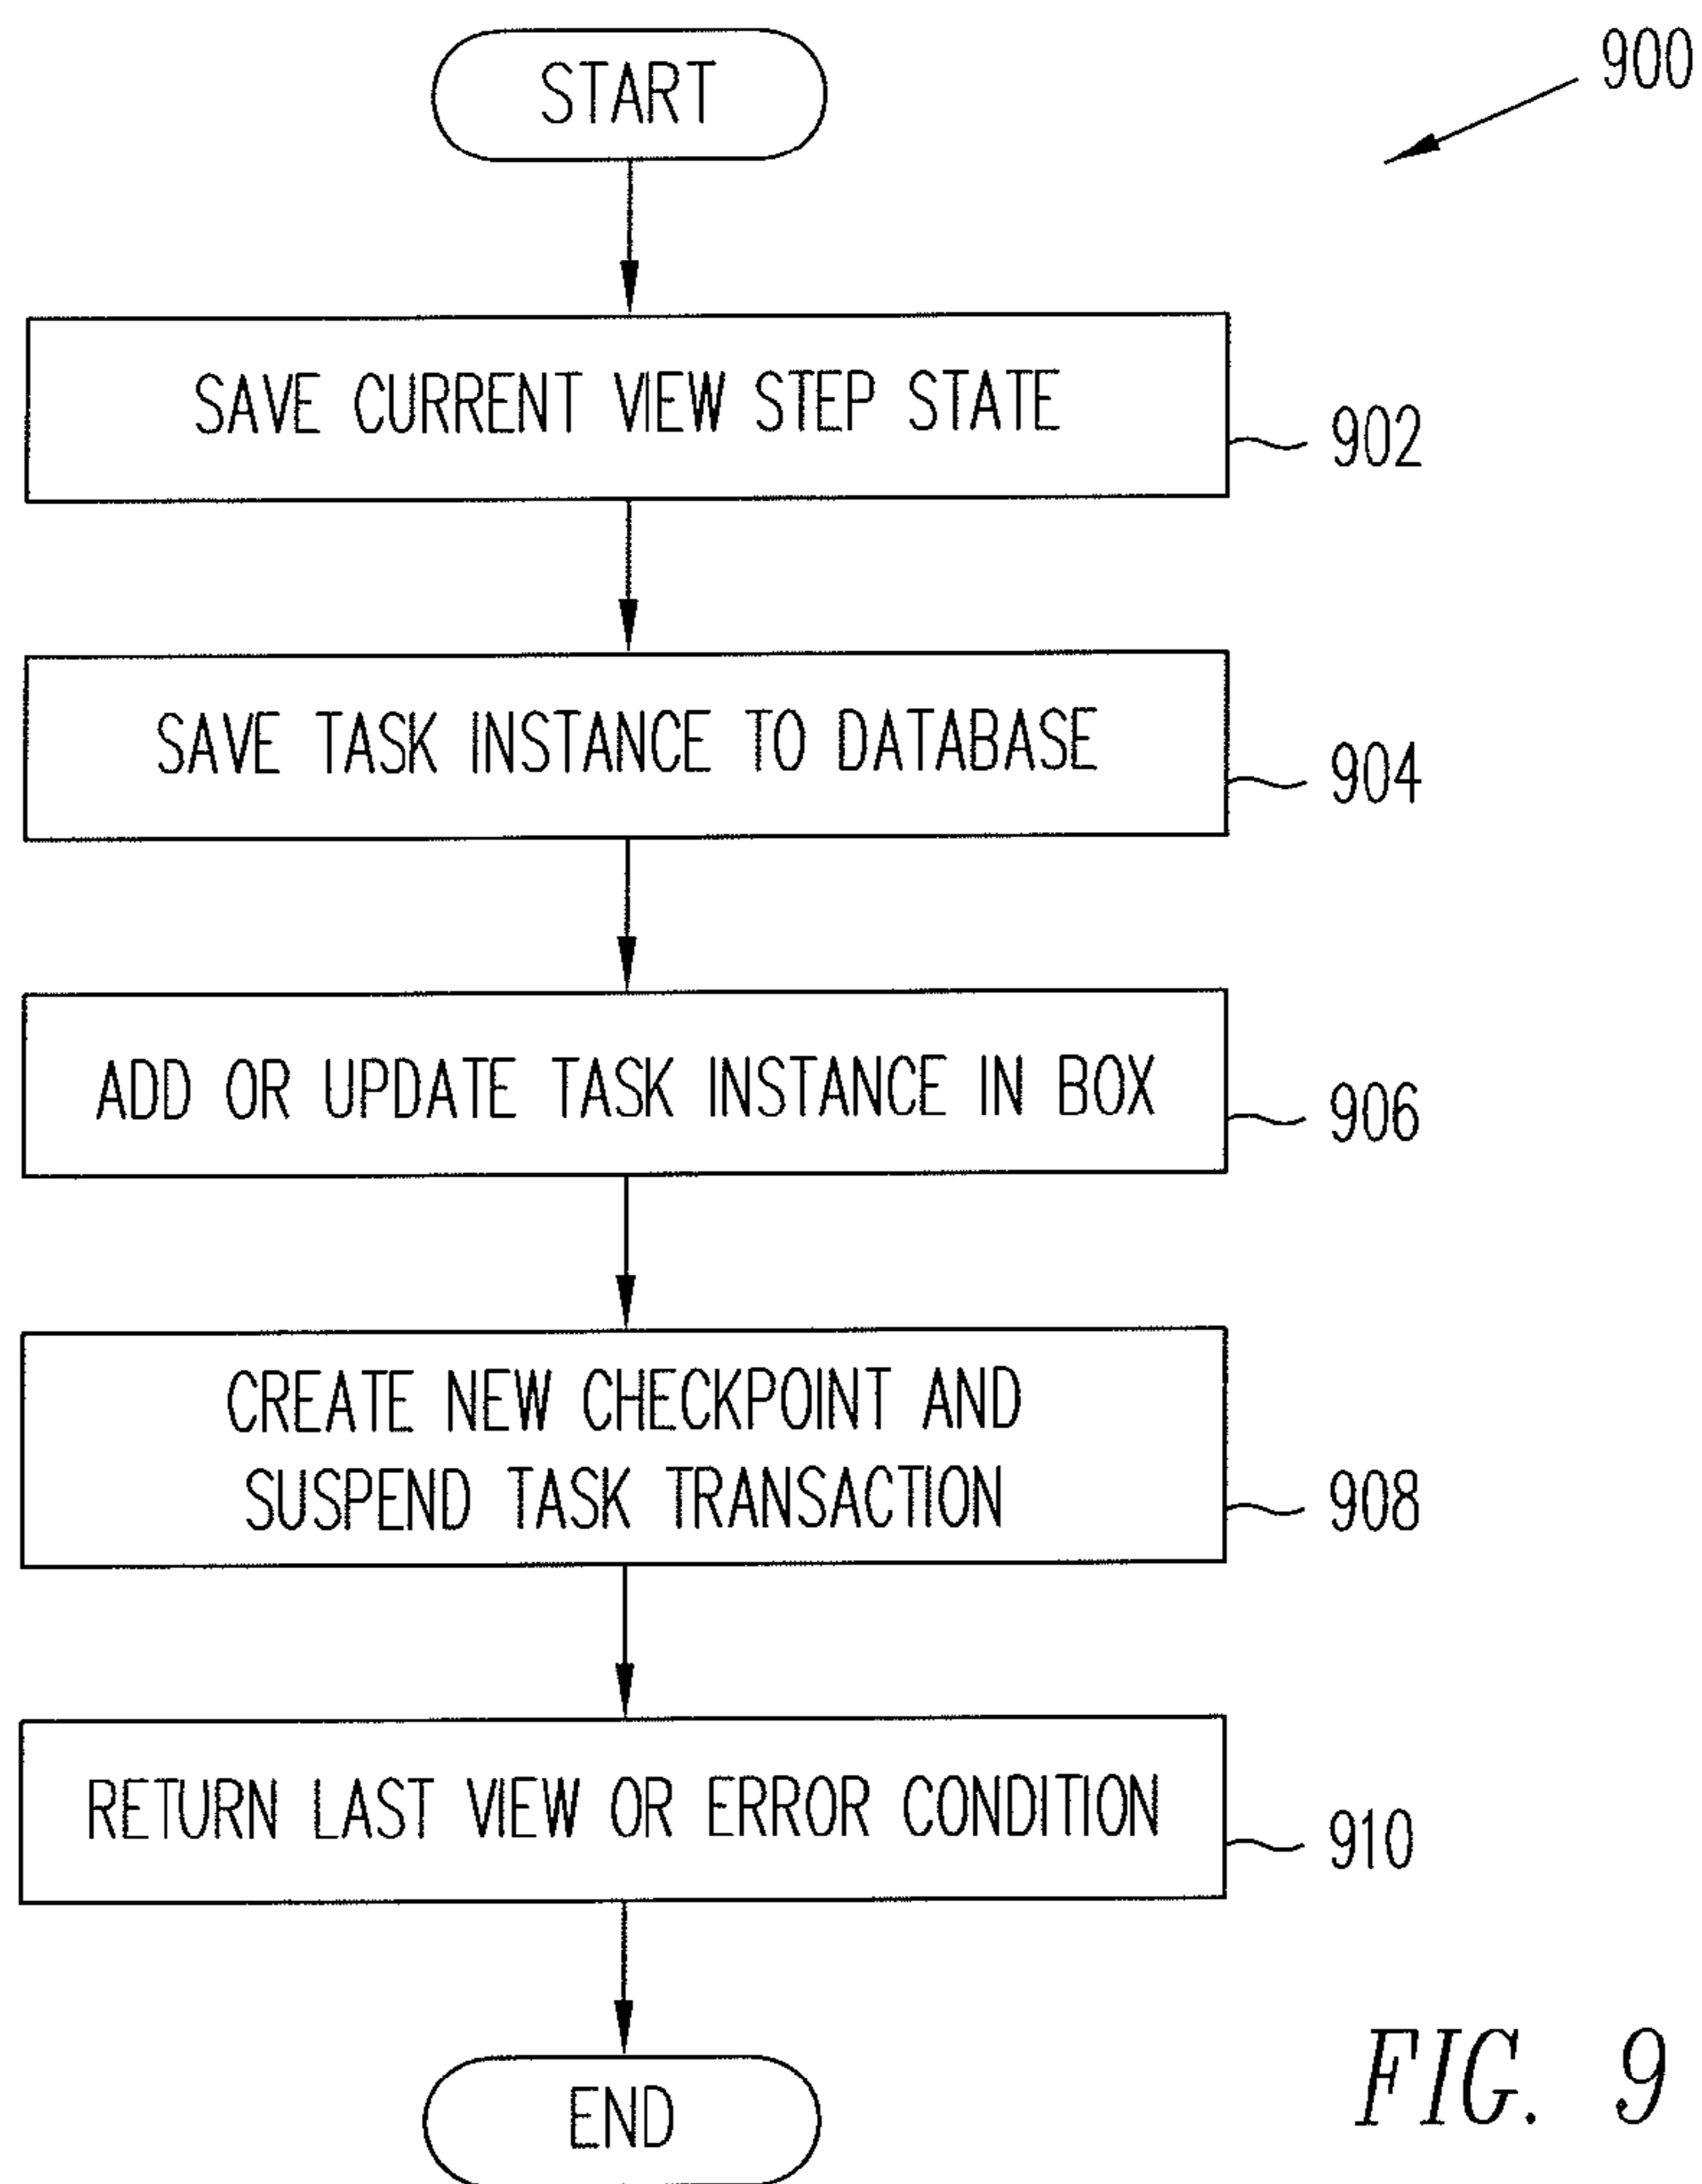 START
900
SAVE CURRENT VIEW STEP STATE
902
SAVE TASK INSTANCE TO DATABASE
904
ADD OR UPDATE TASK INSTANCE IN BOX
906
CREATE NEW CHECKPOINT AND
SUSPEND TASK TRANSACTION
908
RETURN LAST VIEW OR ERROR CONDITION
910
END
FIG. 9